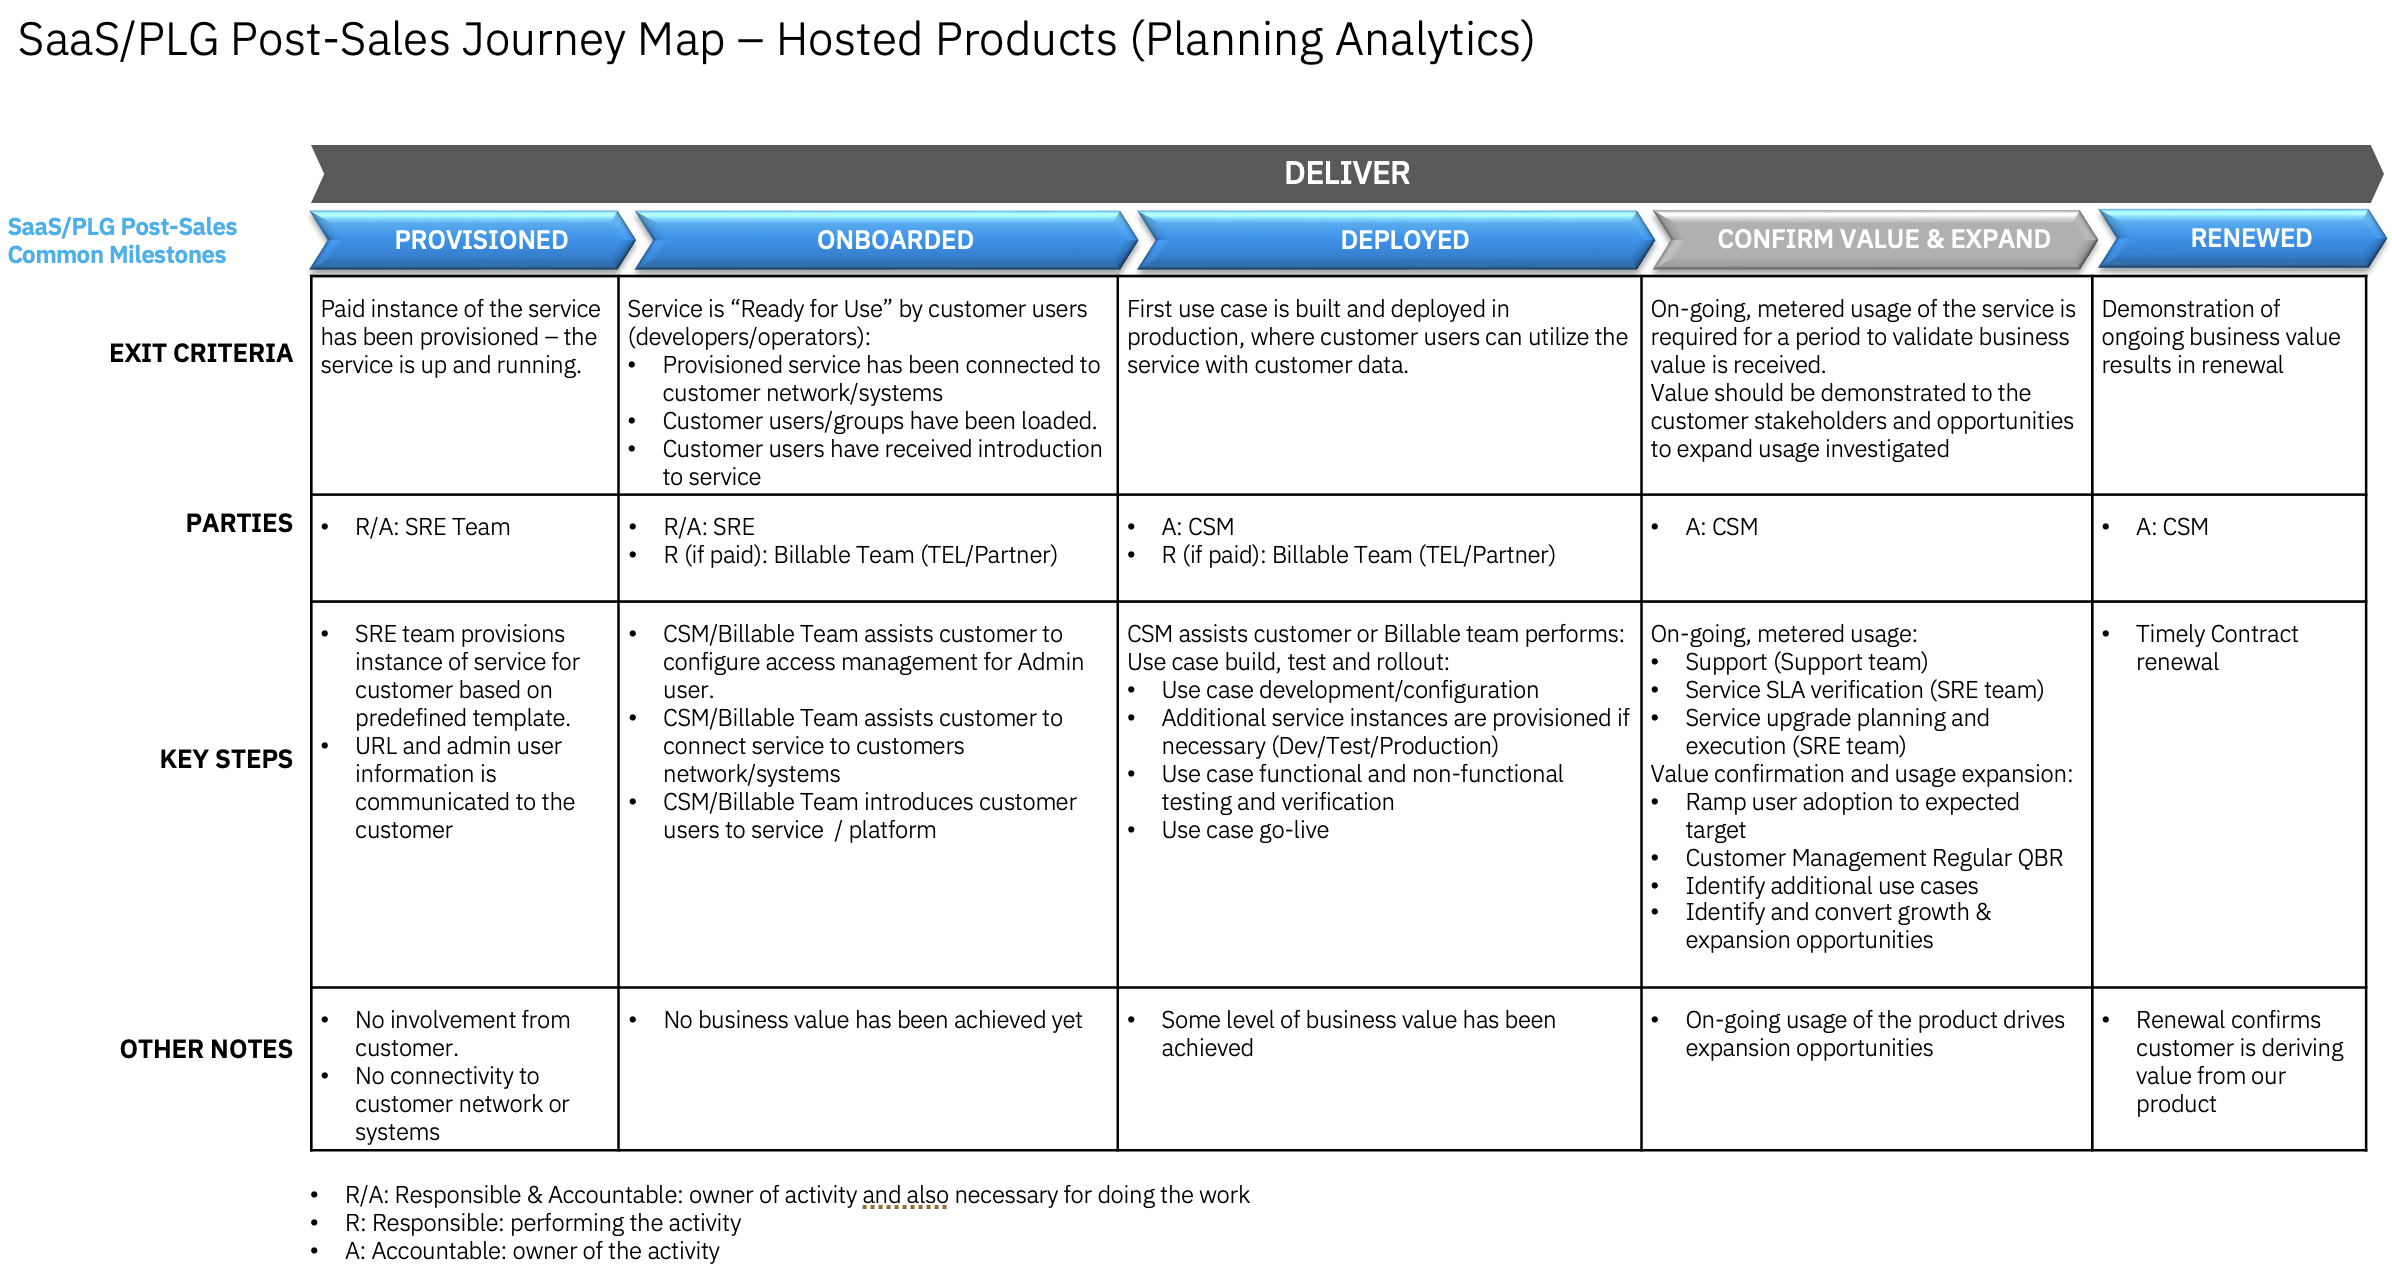 SaaS/PLG Post-Sales Journey Map – Hosted Products (Planning Analytics)
DELIVER
SaaS/PLG Post-Sales
Common Milestones
PROVISIONED
ONBOARDED
DEPLOYED
CONFIRM VALUE & EXPAND
RENEWED
EXIT CRITERIA
Paid instance of the service
has been provisioned – the
service is up and running.
Service is “Ready for Use” by customer users
(developers/operators):
• Provisioned service has been connected to
customer network/systems
• Customer users/groups have been loaded.
• Customer users have received introduction
to service
First use case is built and deployed in
production, where customer users can utilize the
service with customer data.
On-going, metered usage of the service is
required for a period to validate business
value is received.
Value should be demonstrated to the
customer stakeholders and opportunities
to expand usage investigated
Demonstration of
ongoing business value
results in renewal
PARTIES
• R/A: SRE Team
• R/A: SRE
• R (if paid): Billable Team (TEL/Partner)
• A: CSM
• R (if paid): Billable Team (TEL/Partner)
• A: CSM
• A: CSM
KEY STEPS
• SRE team provisions
instance of service for
customer based on
predefined template.
• URL and admin user
information is
communicated to the
customer
• CSM/Billable Team assists customer to
configure access management for Admin
user.
• CSM/Billable Team assists customer to
connect service to customers
network/systems
• CSM/Billable Team introduces customer
users to service / platform
CSM assists customer or Billable team performs:
Use case build, test and rollout:
• Use case development/configuration
• Additional service instances are provisioned if
necessary (Dev/Test/Production)
• Use case functional and non-functional
testing and verification
• Use case go-live
On-going, metered usage:
• Support (Support team)
• Service SLA verification (SRE team)
• Service upgrade planning and
execution (SRE team)
Value confirmation and usage expansion:
• Ramp user adoption to expected
target
• Customer Management Regular QBR
• Identify additional use cases
• Identify and convert growth &
expansion opportunities
• Timely Contract
renewal
OTHER NOTES
• No involvement from
customer.
• No connectivity to
customer network or
systems
• No business value has been achieved yet
• Some level of business value has been
achieved
• On-going usage of the product drives
expansion opportunities
• Renewal confirms
customer is deriving
value from our
product
• R/A: Responsible & Accountable: owner of activity and also necessary for doing the work
• R: Responsible: performing the activity
• A: Accountable: owner of the activity